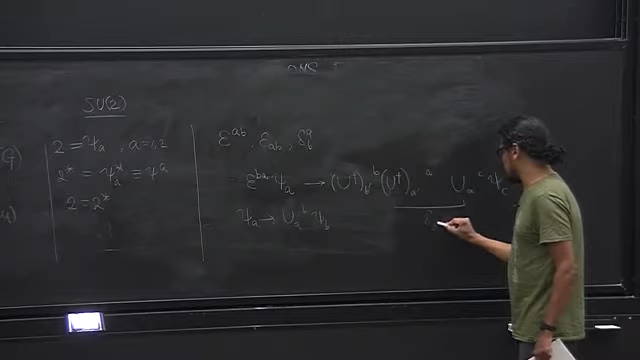 SU(2)
2 = ψ_a , a=1,2
2* = ψ_a^* ≡ ψ^a
2 = 2*
ε^{ab}, ε_{ab}, δ^a_b
ε^{ba} ψ_a → (U†)_{b'}^b (U†)_{a'}^a U_a^c ψ_c
ψ_a → U_a^b ψ_b